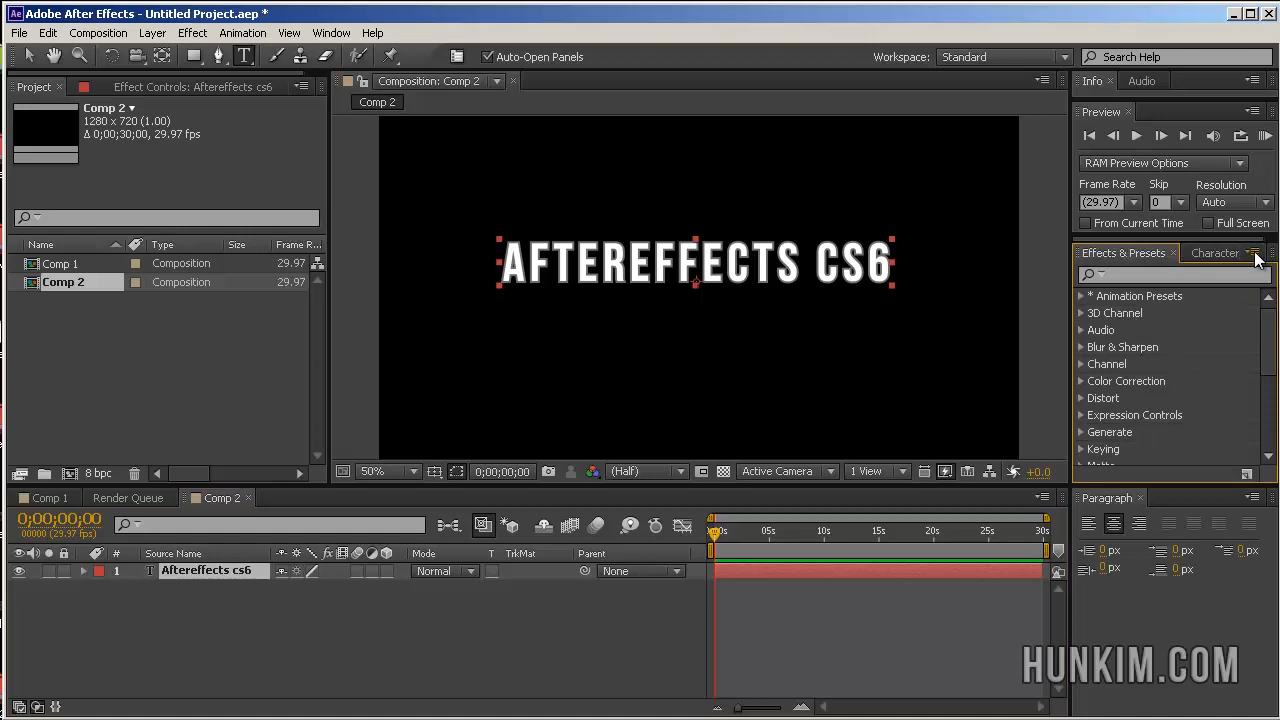 Ae Adobe After Effects - Untitled Project.aep *
File Edit Composition Layer Effect Animation View Window Help
T Auto-Open Panels Workspace: Standard Search Help
Project × Effect Controls: Aftereffects cs6
Composition: Comp 2
Info × Audio
Comp 2
1280 x 720 (1.00)
Δ 0;00;30;00, 29.97 fps
Comp 2
Preview ×
RAM Preview Options
Frame Rate Skip Resolution
(29.97) 0 Auto
From Current Time Full Screen
Name Type Size Frame R...
Comp 1 Composition 29.97
Comp 2 Composition 29.97
AFTEREFFECTS CS6
Effects & Presets × Character
* Animation Presets
3D Channel
Audio
Blur & Sharpen
Channel
Color Correction
Distort
Expression Controls
Generate
Keying
8 bpc
50% 0;00;00;00 (Half) Active Camera 1 View +0.0
Comp 1 Render Queue Comp 2 ×
Paragraph ×
0;00;00;00
00000 (29.97 fps)
05s 10s 15s 20s 25s 30s
# Source Name fx Mode T TrkMat Parent
1 T Aftereffects cs6 Normal None
0 px 0 px 0 px
0 px 0 px
HUNKIM.COM